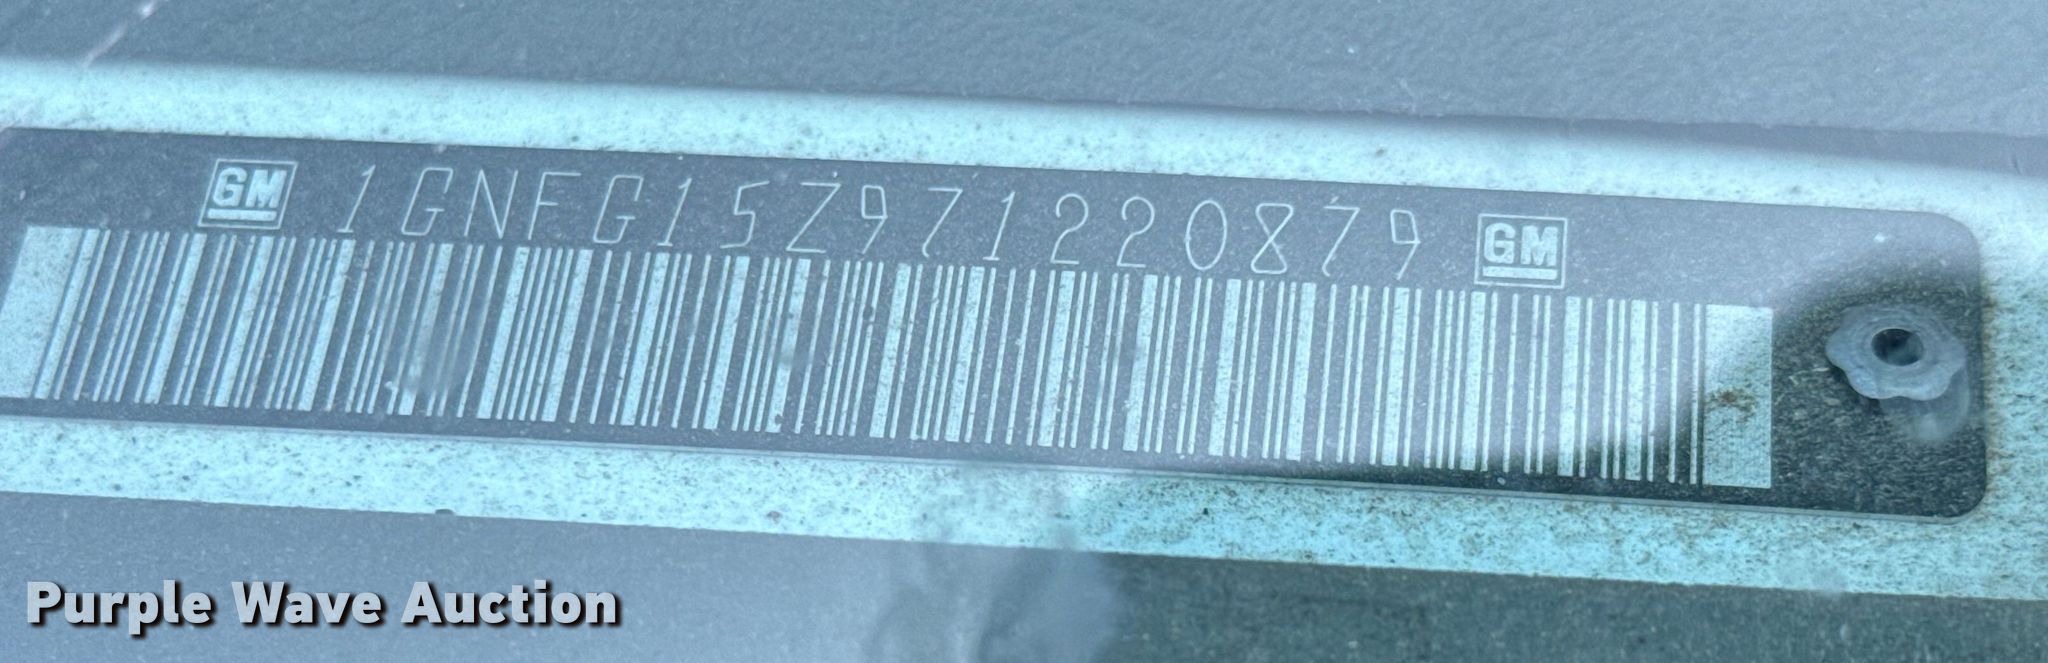 GM 1GNFG15Z971220879 GM
Purple Wave Auction